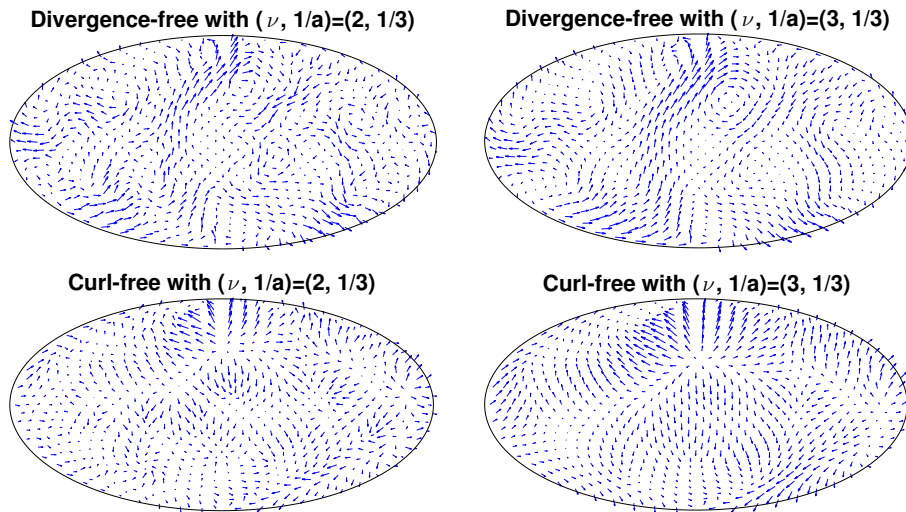 Divergence-free with (ν, 1/a)=(2, 1/3)
Divergence-free with (ν, 1/a)=(3, 1/3)
Curl-free with (ν, 1/a)=(2, 1/3)
Curl-free with (ν, 1/a)=(3, 1/3)